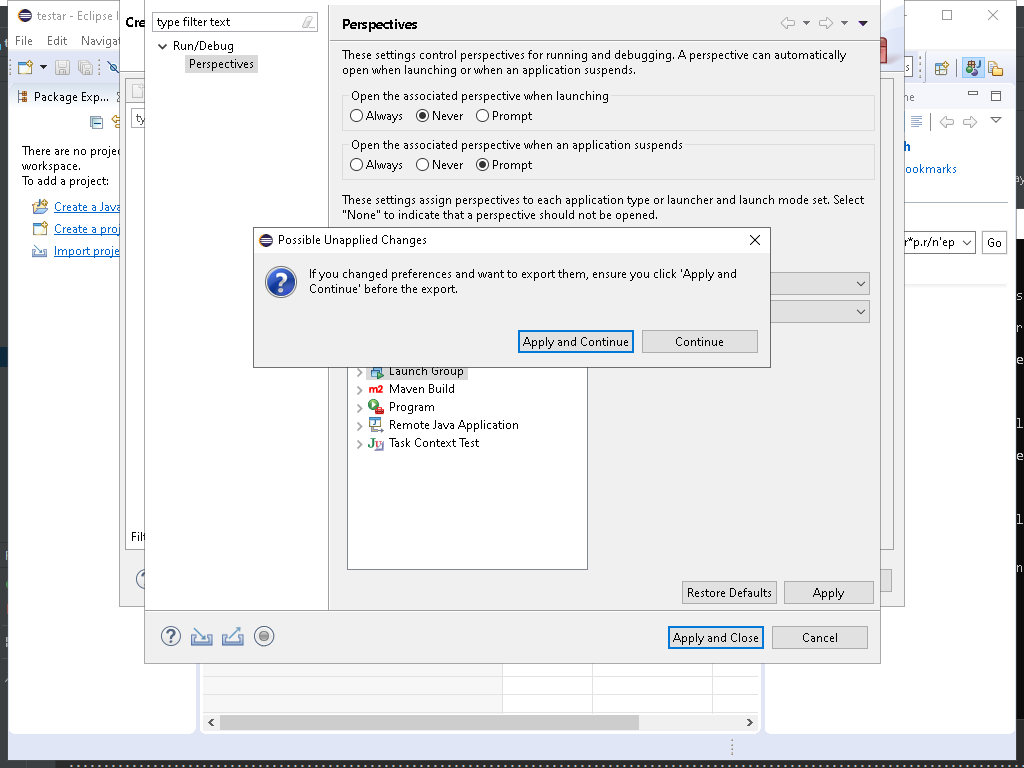 testar - Eclipse I
File Edit Navigat
Package Exp...
There are no projec
workspace.
To add a project:
Create a Java
Create a proj
Import proje
Cre
ty
Filt
type filter text
Run/Debug
Perspectives
Perspectives
These settings control perspectives for running and debugging. A perspective can automatically
open when launching or when an application suspends.
Open the associated perspective when launching
Always Never Prompt
Open the associated perspective when an application suspends
Always Never Prompt
These settings assign perspectives to each application type or launcher and launch mode set. Select
"None" to indicate that a perspective should not be opened.
Possible Unapplied Changes
If you changed preferences and want to export them, ensure you click 'Apply and
Continue' before the export.
Apply and Continue Continue
Launch Group
Maven Build
Program
Remote Java Application
Task Context Test
Restore Defaults Apply
Apply and Close Cancel
ne
h
ookmarks
r*p.r/n'ep Go